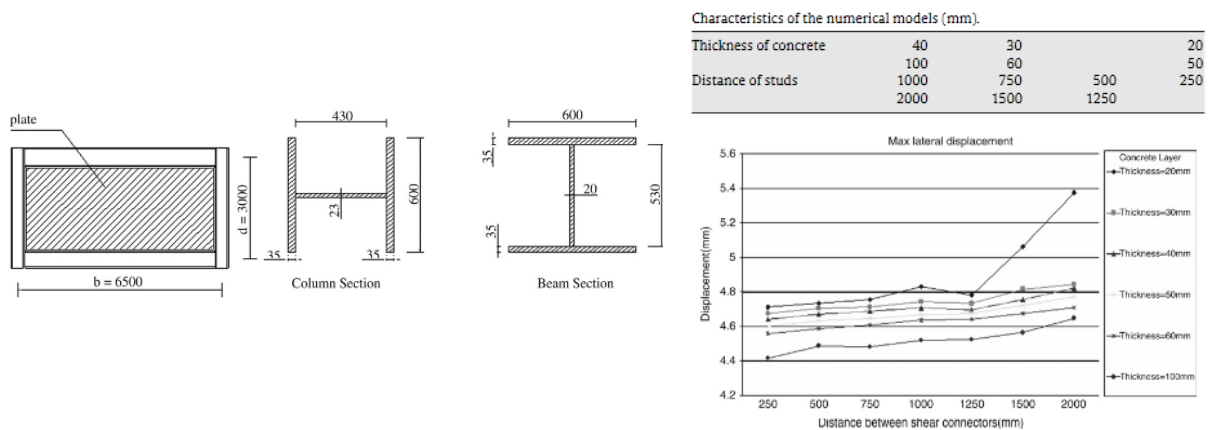 plate
d = 3000
b = 6500
430
23
600
35
35
Column Section
600
35
20
530
35
Beam Section
Characteristics of the numerical models (mm).
Thickness of concrete 40 30 20
100 60 50
Distance of studs 1000 750 500 250
2000 1500 1250
Max lateral displacement
Displacement(mm)
5.6
5.4
5.2
5
4.8
4.6
4.4
4.2
250 500 750 1000 1250 1500 2000
Distance between shear connectors(mm)
Concrete Layer
Thickness=20mm
Thickness=30mm
Thickness=40mm
Thickness=50mm
Thickness=60mm
Thickness=100mm